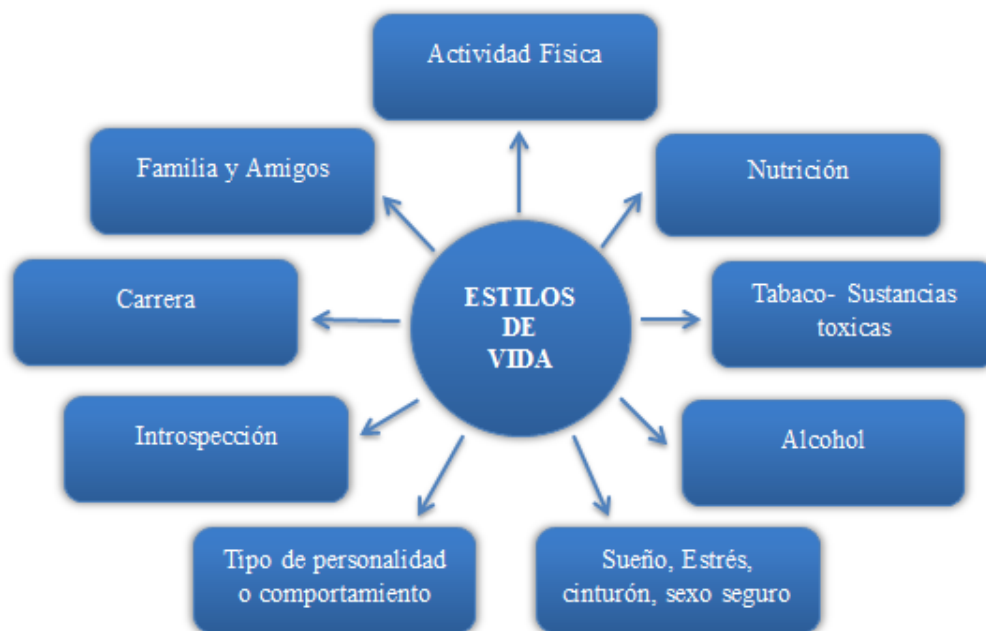 Actividad Física
Familia y Amigos
Nutrición
Carrera
ESTILOS
DE
VIDA
Tabaco- Sustancias
toxicas
Introspección
Alcohol
Tipo de personalidad
o comportamiento
Sueño, Estrés,
cinturón, sexo seguro